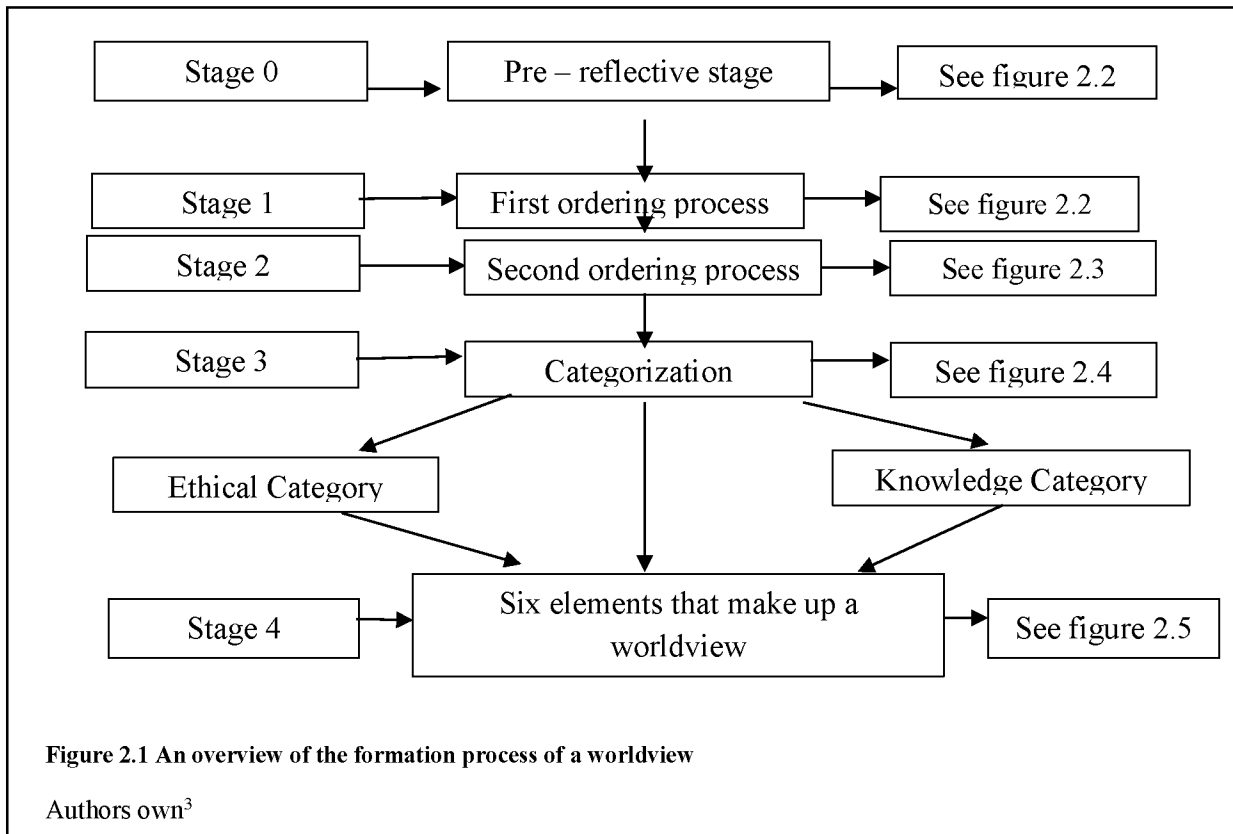 Stage 0
Pre – reflective stage
See figure 2.2
Stage 1
First ordering process
See figure 2.2
Stage 2
Second ordering process
See figure 2.3
Stage 3
Categorization
See figure 2.4
Ethical Category
Knowledge Category
Stage 4
Six elements that make up a
worldview
See figure 2.5
Figure 2.1 An overview of the formation process of a worldview
Authors own³